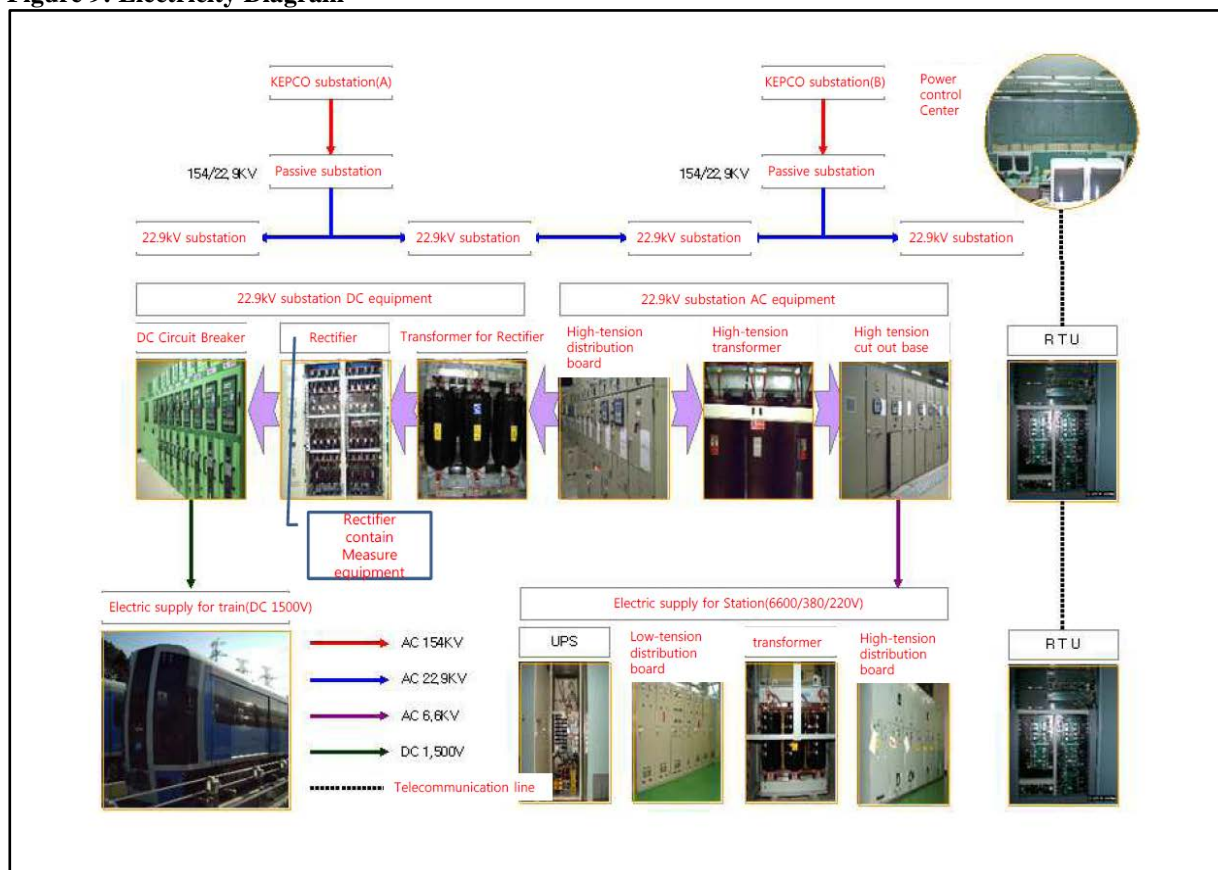 Figure 9. Electricity Diagram
KEPCO substation(A)
KEPCO substation(B)
Power
control
Center
154/22,9KV
Passive substation
154/22,9KV
Passive substation
22.9kV substation
22.9kV substation
22.9kV substation
22.9kV substation
22.9kV substation DC equipment
22.9kV substation AC equipment
DC Circuit Breaker
Rectifier
Transformer for Rectifier
High-tension
distribution
board
High-tension
transformer
High tension
cut out base
RTU
Rectifier
contain
Measure
equipment
Electric supply for train(DC 1500V)
Electric supply for Station(6600/380/220V)
AC 154KV
AC 22,9KV
AC 6,6KV
DC 1,500V
Telecommunication line
UPS
Low-tension
distribution
board
transformer
High-tension
distribution
board
RTU